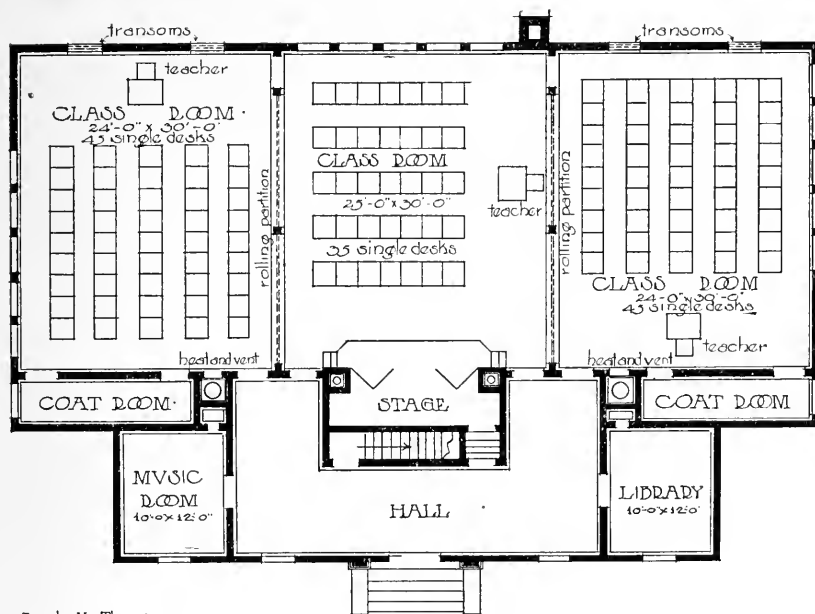 transoms
transoms
teacher
CLASS ROOM.
24'-0" x 30'-0"
45 single desks
rolling partition
heat and vent
CLASS ROOM
25'-0" x 30'-0"
35 single desks
teacher
rolling partition
CLASS ROOM
24-0" x 30'-0"
45 single desks
teacher
heat and vent
COAT ROOM.
STAGE
COAT ROOM
MVSIC
ROOM
10'-0 x 12'-0"
HALL
LIBRARY
10'-0 x 12'-0